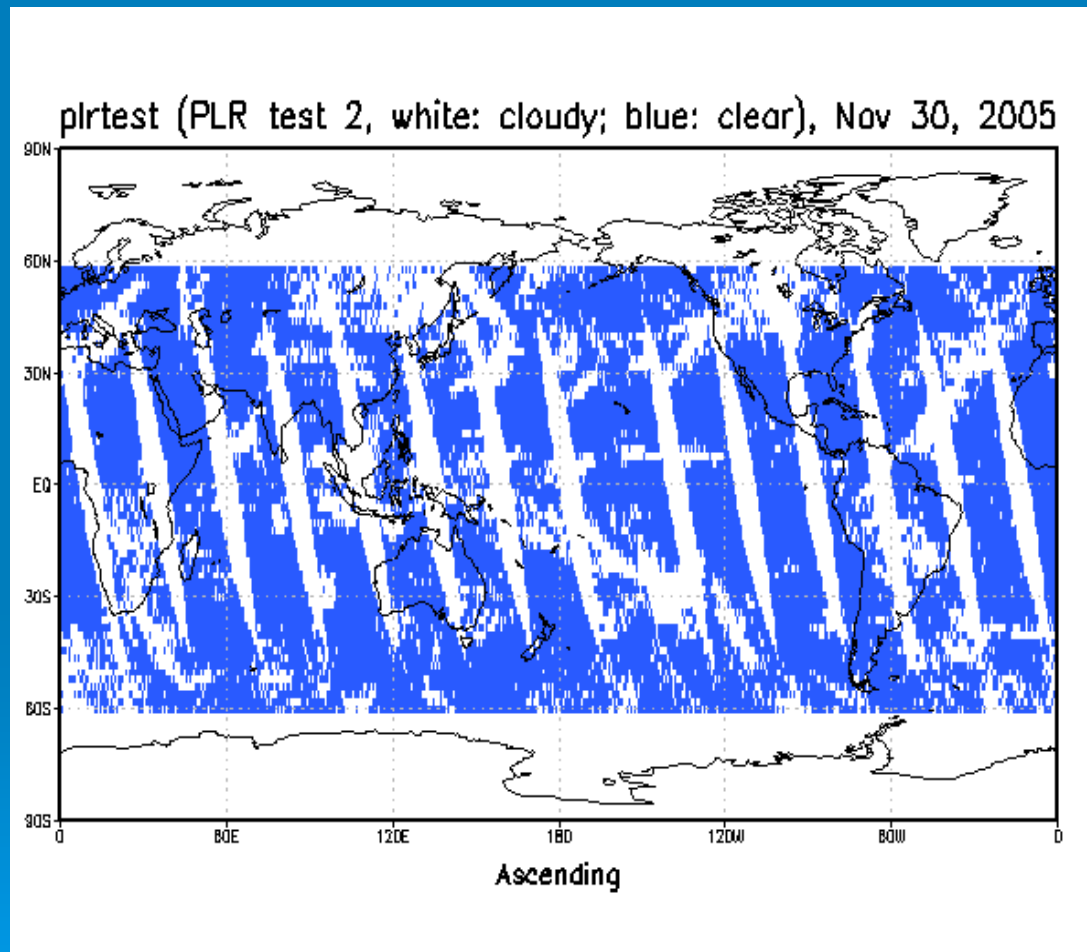 plrtest (PLR test 2, white: cloudy; blue: clear), Nov 30, 2005
90N
60N
30N
EQ
30S
60S
90S
0 60E 120E 180 120W 60W 0
Ascending